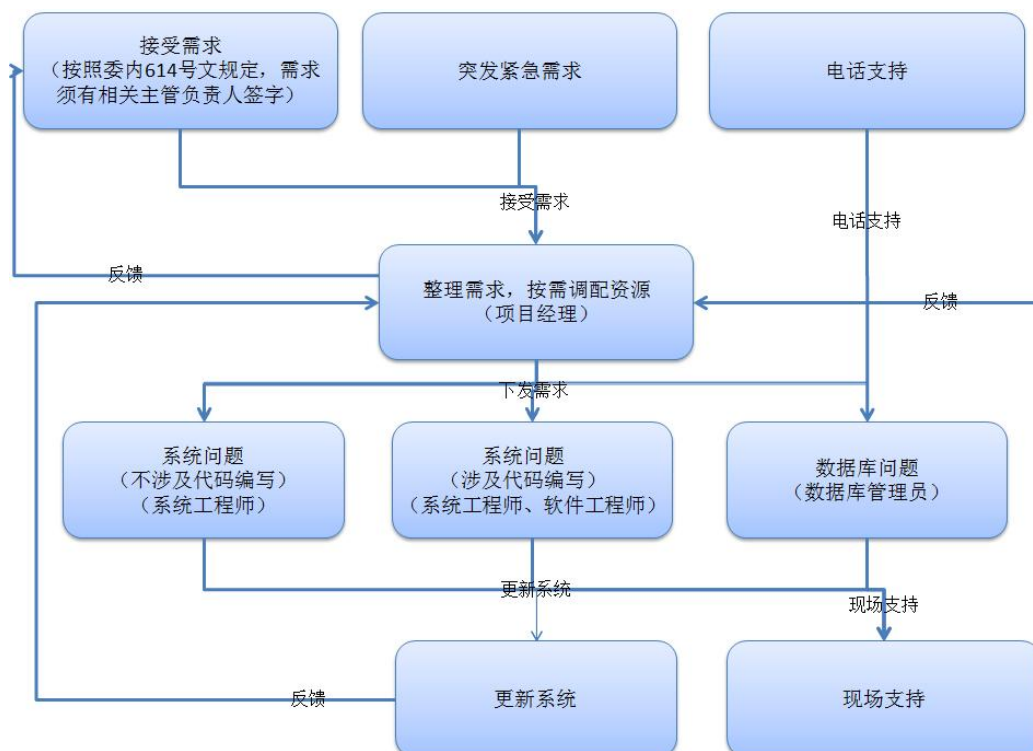 接受需求
（按照委内614号文规定，需求
须有相关主管负责人签字）
突发紧急需求
电话支持
接受需求
电话支持
反馈
整理需求，按需调配资源
（项目经理）
反馈
下发需求
系统问题
（不涉及代码编写）
（系统工程师）
系统问题
（涉及代码编写）
（系统工程师、软件工程师）
数据库问题
（数据库管理员）
更新系统
现场支持
反馈
更新系统
现场支持